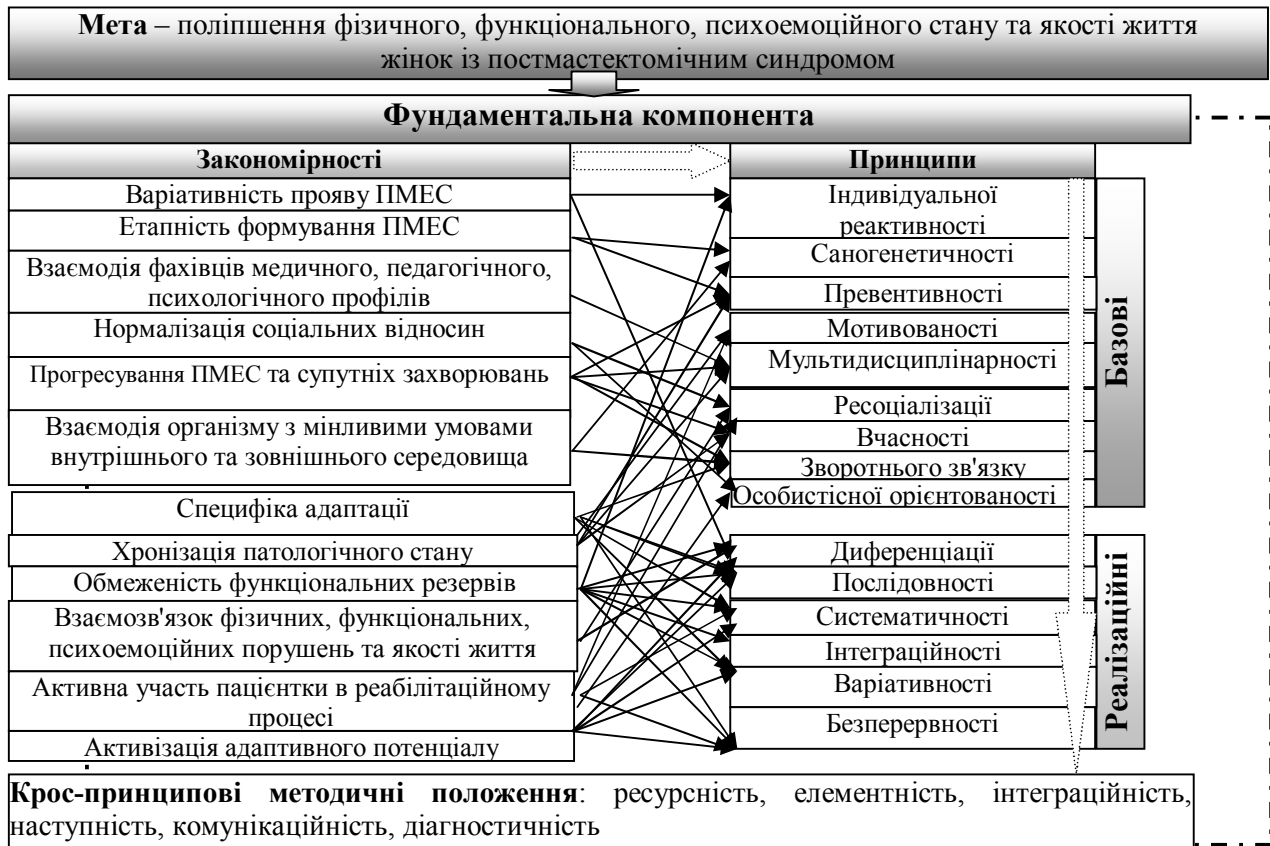 Мета – поліпшення фізичного, функціонального, психоемоційного стану та якості життя
жінок із постмастектомічним синдромом
Фундаментальна компонента
Закономірності
Принципи
Варіативність прояву ПМЕС
Етапність формування ПМЕС
Взаємодія фахівців медичного, педагогічного,
психологічного профілів
Нормалізація соціальних відносин
Прогресування ПМЕС та супутніх захворювань
Взаємодія організму з мінливими умовами
внутрішнього та зовнішнього середовища
Специфіка адаптації
Хронізація патологічного стану
Обмеженість функціональних резервів
Взаємозв'язок фізичних, функціональних,
психоемоційних порушень та якості життя
Активна участь пацієнтки в реабілітаційному
процесі
Активізація адаптивного потенціалу
Індивідуальної
реактивності
Саногенетичності
Превентивності
Мотивованості
Мультидисциплінарності
Ресоціалізації
Вчасності
Зворотнього зв'язку
Особистісної орієнтованості
Базові
Диференціації
Послідовності
Систематичності
Інтеграційності
Варіативності
Безперервності
Реалізаційні
Крос-принципові методичні положення: ресурсність, елементність, інтеграційність,
наступність, комунікаційність, діагностичність